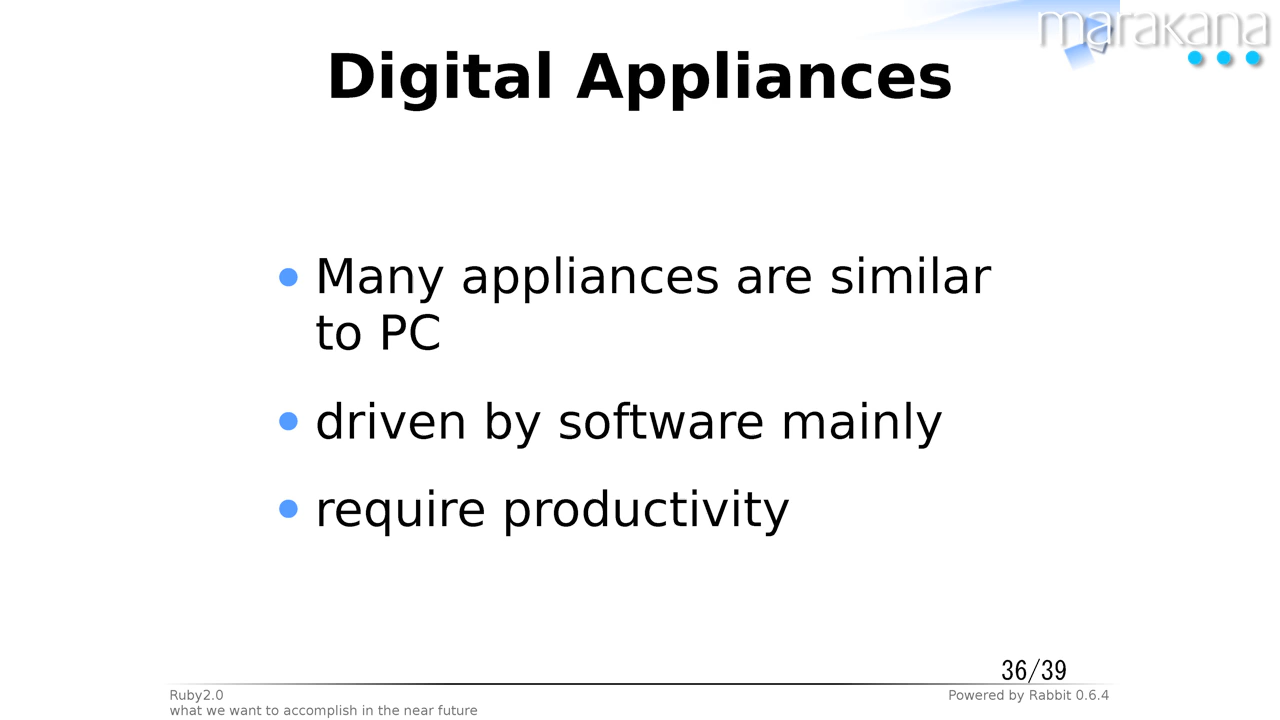 marakana
Digital Appliances
Many appliances are similar
to PC
driven by software mainly
require productivity
36/39
Ruby2.0
what we want to accomplish in the near future
Powered by Rabbit 0.6.4